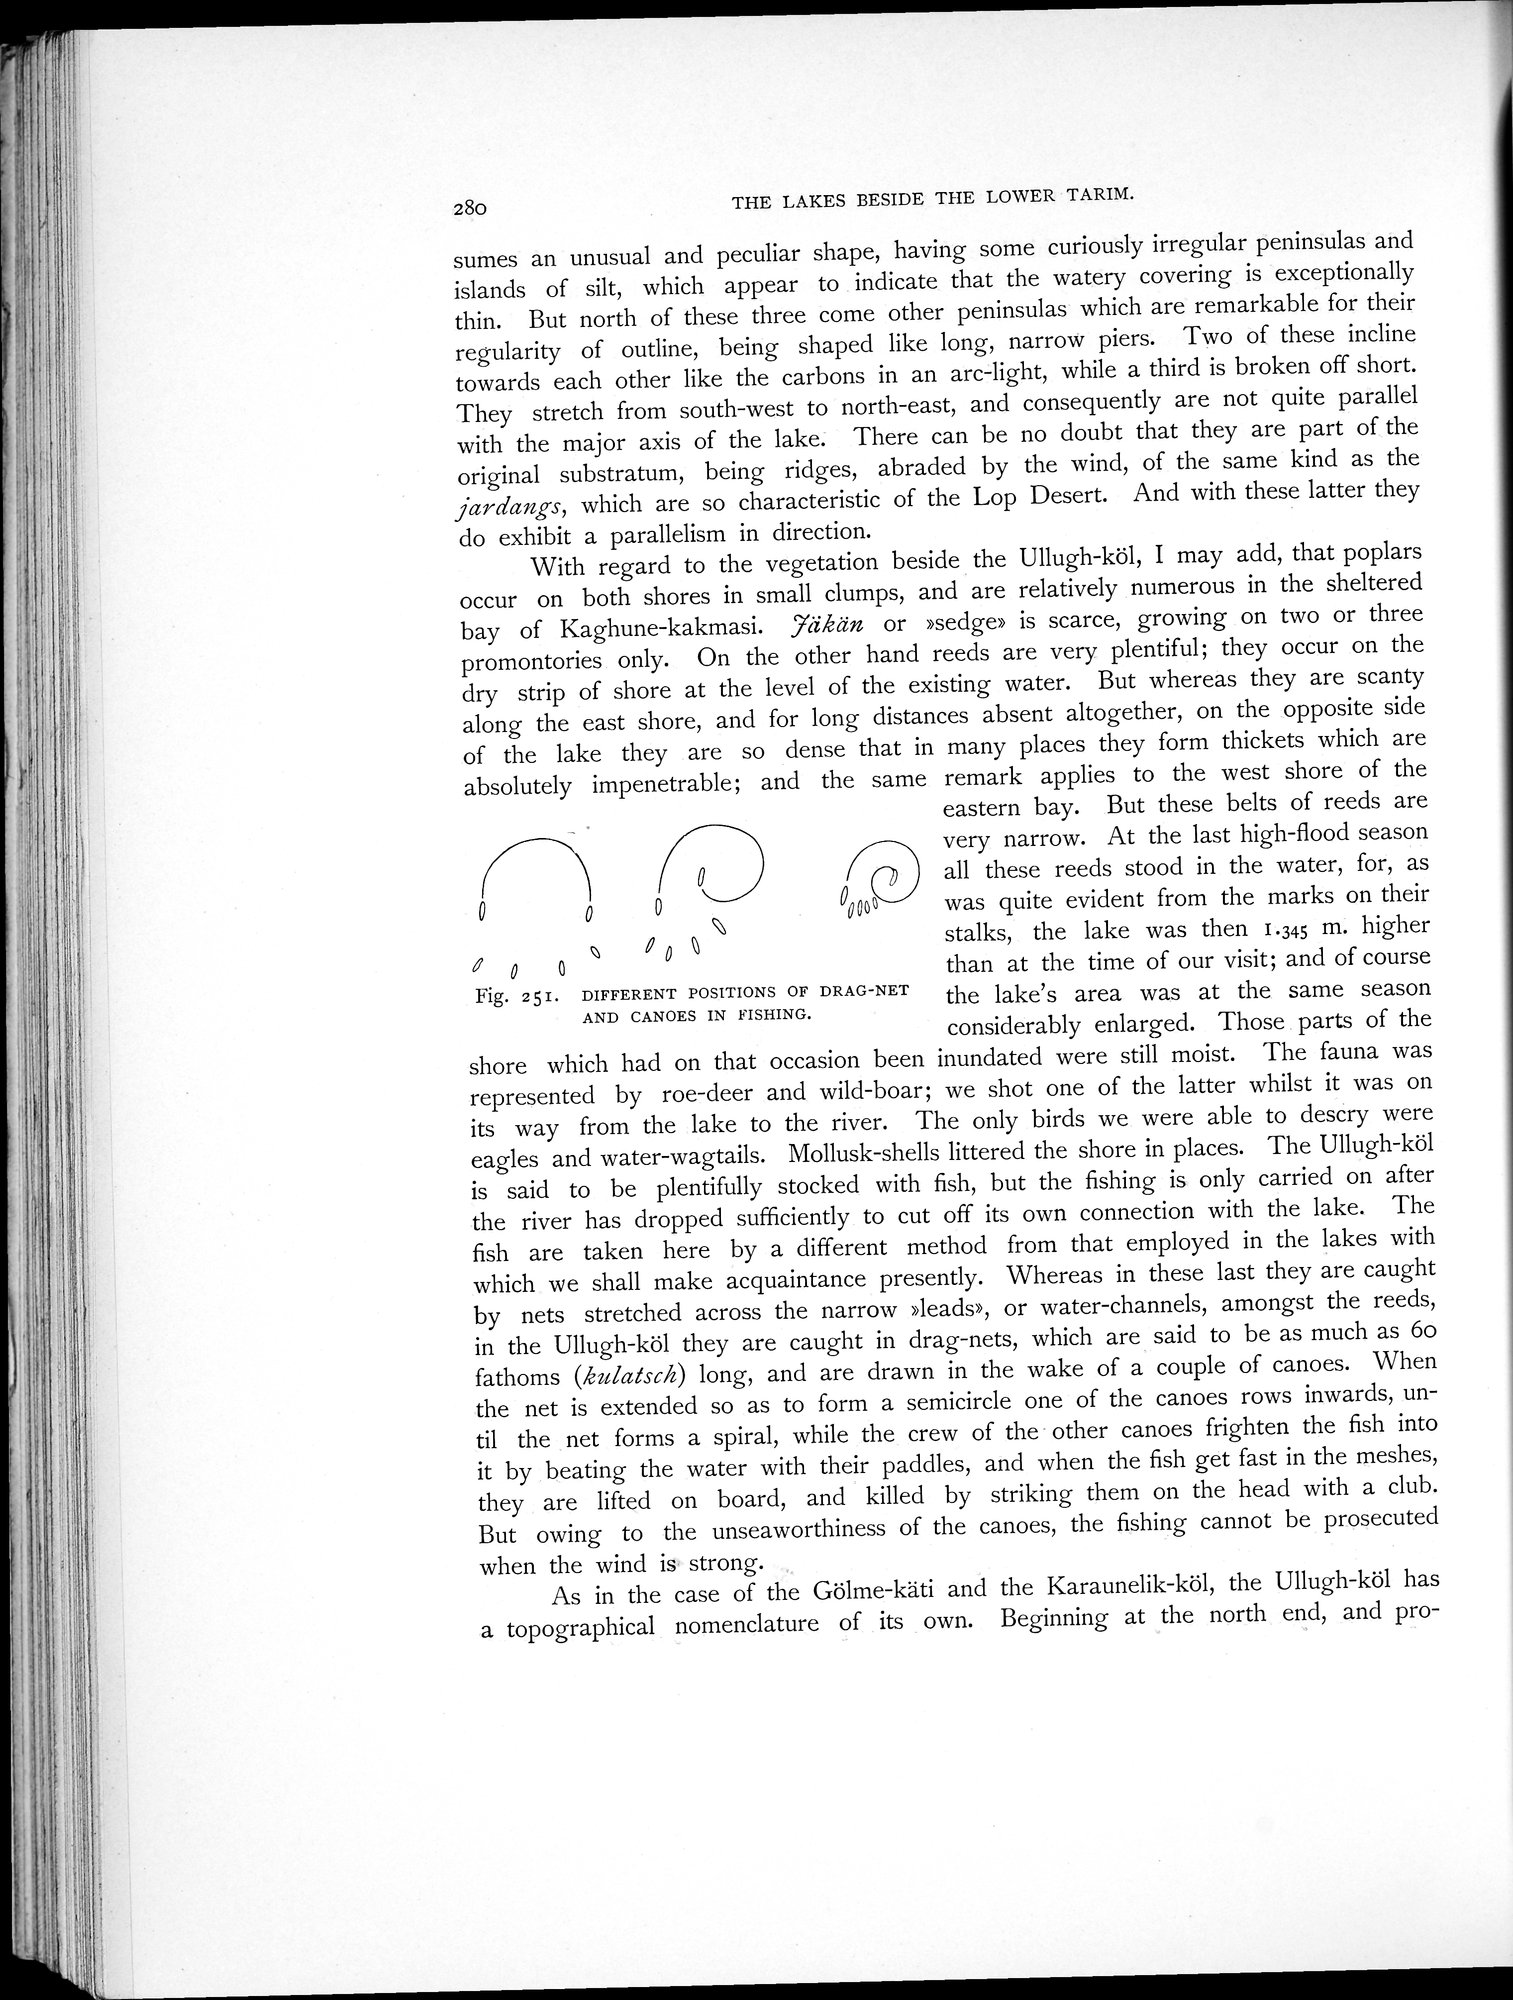 280
THE LAKES BESIDE THE LOWER TARIM.
sumes an unusual and peculiar shape, having some curiously irregular peninsulas and
islands of silt, which appear to indicate that the watery covering is exceptionally
thin. But north of these three come other peninsulas which are remarkable for their
regularity of outline, being shaped like long, narrow piers. Two of these incline
towards each other like the carbons in an arc-light, while a third is broken off short.
They stretch from south-west to north-east, and consequently are not quite parallel
with the major axis of the lake. There can be no doubt that they are part of the
original substratum, being ridges, abraded by the wind, of the same kind as the
jardangs, which are so characteristic of the Lop Desert. And with these latter they
do exhibit a parallelism in direction.
With regard to the vegetation beside the Ullugh-köl, I may add, that poplars
occur on both shores in small clumps, and are relatively numerous in the sheltered
bay of Kaghune-kakmasi. Jäkän or »sedge» is scarce, growing on two or three
promontories only. On the other hand reeds are very plentiful; they occur on the
dry strip of shore at the level of the existing water. But whereas they are scanty
along the east shore, and for long distances absent altogether, on the opposite side
of the lake they are so dense that in many places they form thickets which are
absolutely impenetrable; and the same remark applies to the west shore of the
eastern bay. But these belts of reeds are
very narrow. At the last high-flood season
all these reeds stood in the water, for, as
was quite evident from the marks on their
stalks, the lake was then 1.345 m. higher
than at the time of our visit; and of course
the lake's area was at the same season
considerably enlarged. Those parts of the
Fig. 251. DIFFERENT POSITIONS OF DRAG-NET
AND CANOES IN FISHING.
shore which had on that occasion been inundated were still moist. The fauna was
represented by roe-deer and wild-boar; we shot one of the latter whilst it was on
its way from the lake to the river. The only birds we were able to descry were
eagles and water-wagtails. Mollusk-shells littered the shore in places. The Ullugh-köl
is said to be plentifully stocked with fish, but the fishing is only carried on after
the river has dropped sufficiently to cut off its own connection with the lake. The
fish are taken here by a different method from that employed in the lakes with
which we shall make acquaintance presently. Whereas in these last they are caught
by nets stretched across the narrow »leads», or water-channels, amongst the reeds,
in the Ullugh-köl they are caught in drag-nets, which are said to be as much as 60
fathoms (kulatsch) long, and are drawn in the wake of a couple of canoes. When
the net is extended so as to form a semicircle one of the canoes rows inwards, un-
til the net forms a spiral, while the crew of the other canoes frighten the fish into
it by beating the water with their paddles, and when the fish get fast in the meshes,
they are lifted on board, and killed by striking them on the head with a club.
But owing to the unseaworthiness of the canoes, the fishing cannot be prosecuted
when the wind is strong.
As in the case of the Gölme-käti and the Karaunelik-köl, the Ullugh-köl has
a topographical nomenclature of its own. Beginning at the north end, and pro-